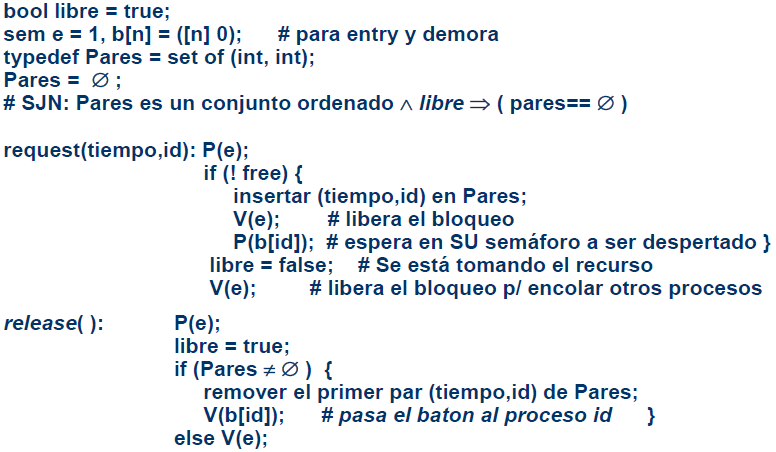 bool libre = true;
sem e = 1, b[n] = ([n] 0); # para entry y demora
typedef Pares = set of (int, int);
Pares = ∅ ;
# SJN: Pares es un conjunto ordenado ∧ libre ⇒ ( pares== ∅ )
request(tiempo,id): P(e);
if (! free) {
insertar (tiempo,id) en Pares;
V(e); # libera el bloqueo
P(b[id]); # espera en SU semáforo a ser despertado }
libre = false; # Se está tomando el recurso
V(e); # libera el bloqueo p/ encolar otros procesos
release( ): P(e);
libre = true;
if (Pares ≠ ∅ ) {
remover el primer par (tiempo,id) de Pares;
V(b[id]); # pasa el baton al proceso id }
else V(e);